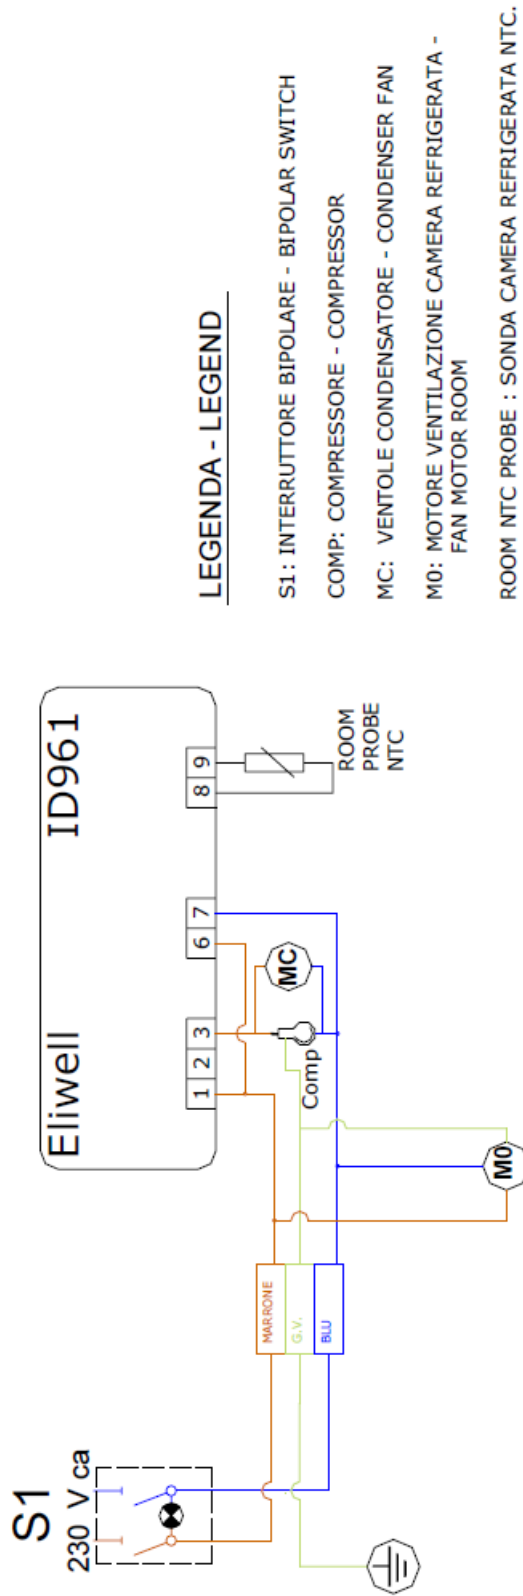 S1
230 V ca
MARRONE
G.V.
BLU
Eliwell
ID961
1
2
3
6
7
8
9
Comp
MC
M0
ROOM
PROBE
NTC
LEGENDA - LEGEND
S1: INTERRUTTORE BIPOLARE - BIPOLAR SWITCH
COMP: COMPRESSORE - COMPRESSOR
MC: VENTOLE CONDENSATORE - CONDENSER FAN
M0: MOTORE VENTILAZIONE CAMERA REFRIGERATA -
FAN MOTOR ROOM
ROOM NTC PROBE : SONDA CAMERA REFRIGERATA NTC.